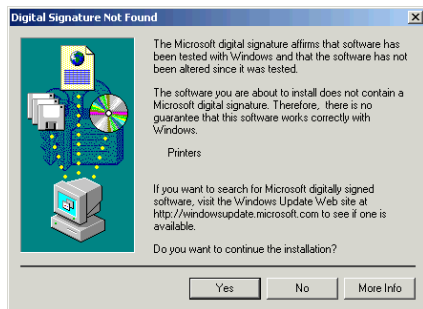 Digital Signature Not Found
The Microsoft digital signature affirms that software has
been tested with Windows and that the software has not
been altered since it was tested.
The software you are about to install does not contain a
Microsoft digital signature. Therefore, there is no
guarantee that this software works correctly with
Windows.
Printers
If you want to search for Microsoft digitally signed
software, visit the Windows Update Web site at
http://windowsupdate.microsoft.com to see if one is
available.
Do you want to continue the installation?
Yes No More Info